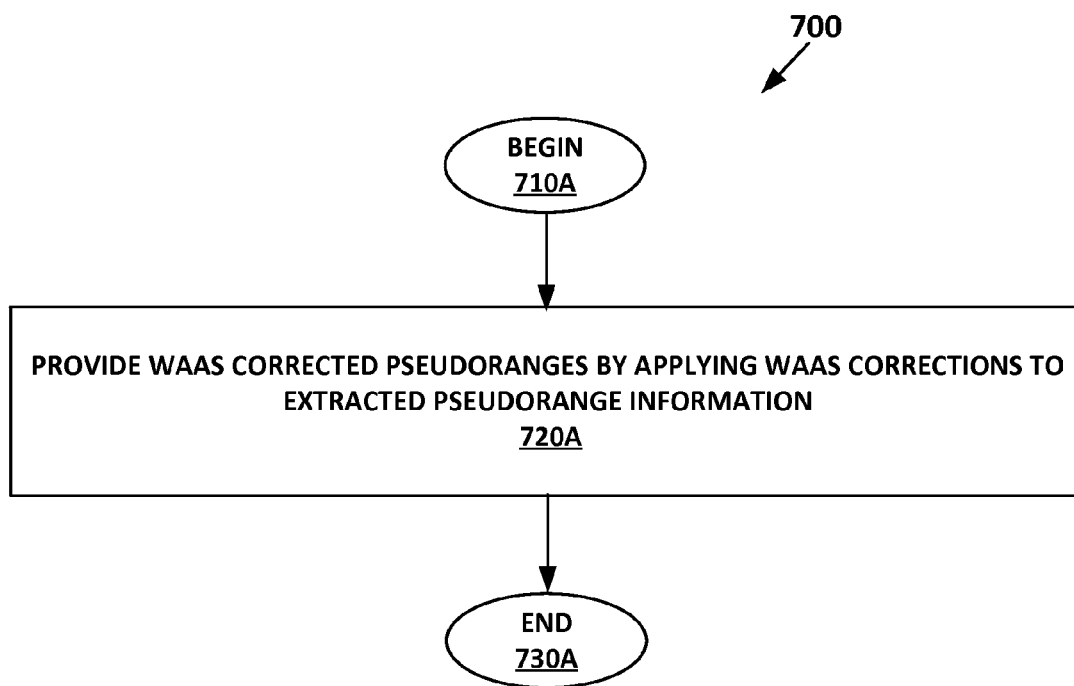 700
BEGIN
710A
PROVIDE WAAS CORRECTED PSEUDORANGES BY APPLYING WAAS CORRECTIONS TO
EXTRACTED PSEUDORANGE INFORMATION
720A
END
730A